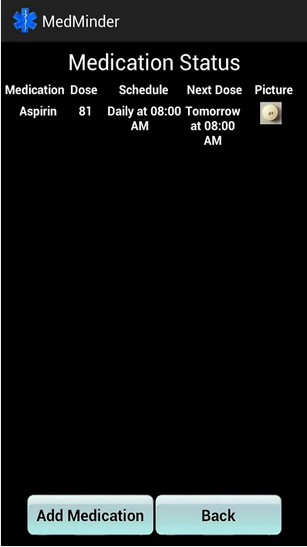 MedMinder
Medication Status
Medication Dose Schedule Next Dose Picture
Aspirin 81 Daily at 08:00 Tomorrow
AM at 08:00
AM
Add Medication Back